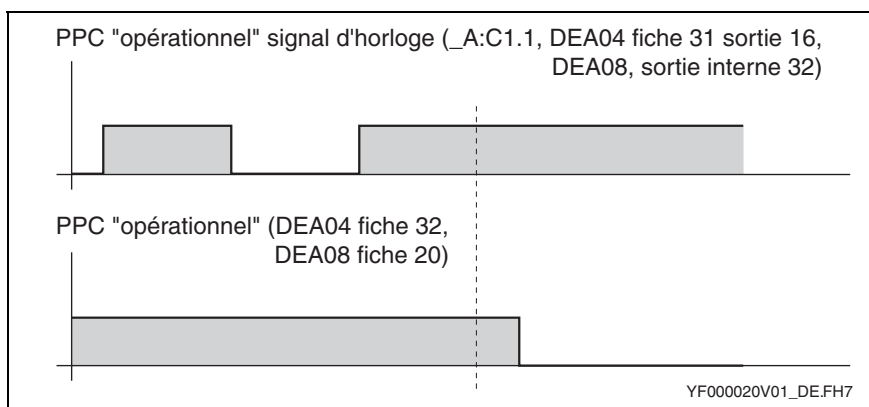 PPC "opérationnel" signal d'horloge (_A:C1.1, DEA04 fiche 31 sortie 16,
DEA08, sortie interne 32)
PPC "opérationnel" (DEA04 fiche 32,
DEA08 fiche 20)
YF000020V01_DE.FH7